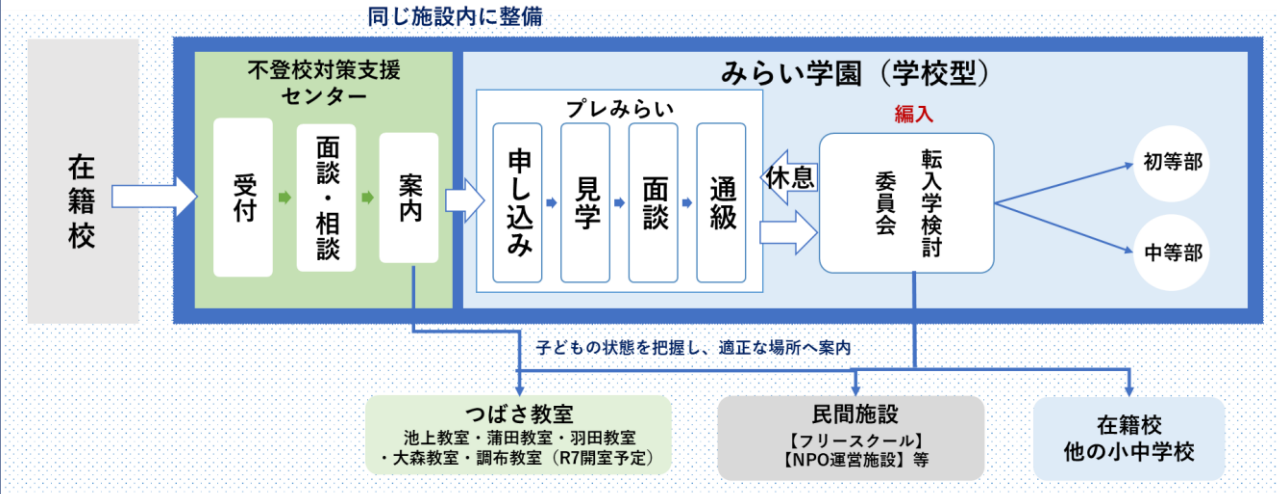 同じ施設内に整備
在籍校
不登校対策支援
センター
受付
面談・相談
案内
みらい学園（学校型）
プレみらい
申し込み
見学
面談
通級
休息
編入
転入学検討
委員会
初等部
中等部
子どもの状態を把握し、適正な場所へ案内
つばさ教室
池上教室・蒲田教室・羽田教室
・大森教室・調布教室（R7開室予定）
民間施設
【フリースクール】
【NPO運営施設】等
在籍校
他の小中学校